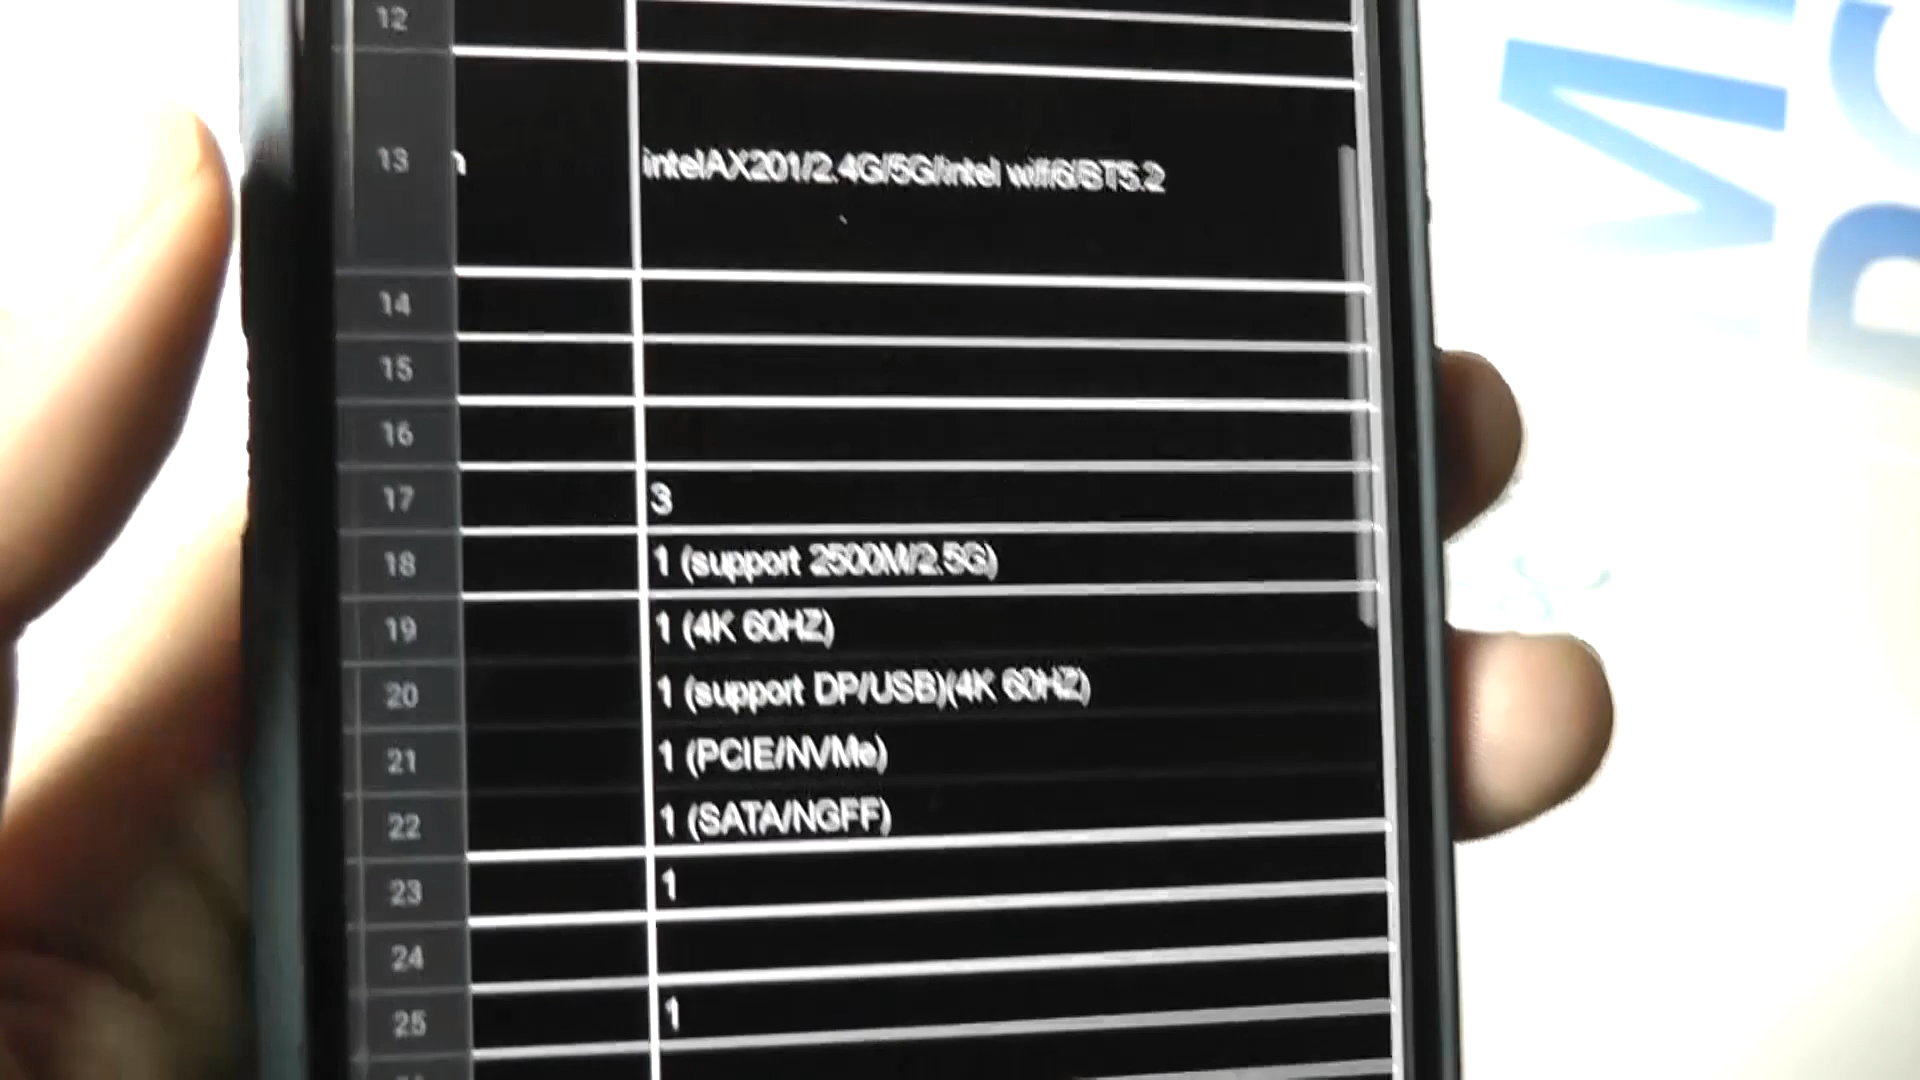 12
13 intelAX201/2.4G/5G/intel wifi6/BT5.2
14
15
16
17 3
18 1 (support 2500M/2.5G)
19 1 (4K 60HZ)
20 1 (support DP/USB)(4K 60HZ)
21 1 (PCIE/NVMe)
22 1 (SATA/NGFF)
23 1
24
25 1
M